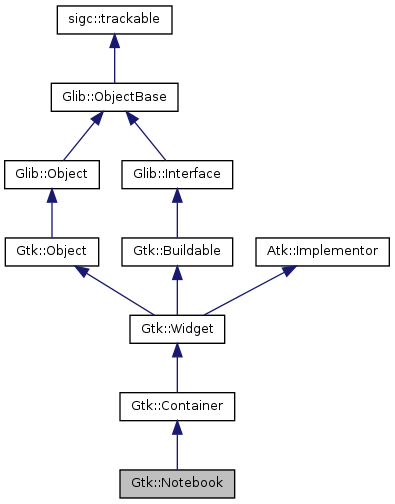 sigc::trackable
Glib::ObjectBase
Glib::Object
Glib::Interface
Gtk::Object
Gtk::Buildable
Atk::Implementor
Gtk::Widget
Gtk::Container
Gtk::Notebook